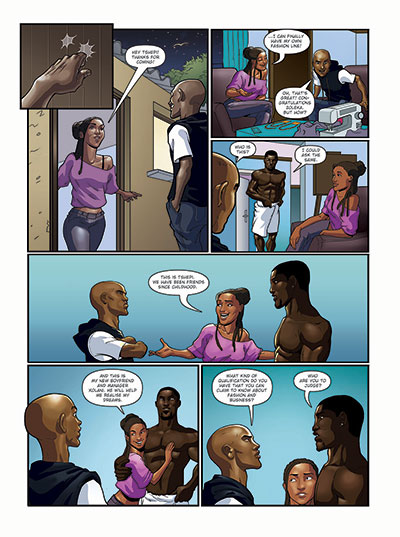 HEY TSHEPI!
THANKS FOR
COMING!
...I CAN FINALLY
HAVE MY OWN
FASHION LINE!
OH, THAT'S
GREAT! CON-
GRATULATIONS
ZOLEKA.
BUT HOW?
WHO IS
THIS?
I COULD
ASK THE
SAME.
THIS IS TSHEPI.
WE HAVE BEEN FRIENDS
SINCE CHILDHOOD.
AND THIS IS
MY NEW BOYFRIEND
AND MANAGER
XOLANI. HE WILL HELP
ME REALISE MY
DREAMS.
WHAT KIND OF
QUALIFICATION DO YOU
HAVE THAT YOU CAN
CLAIM TO KNOW ABOUT
FASHION AND
BUSINESS?
WHO
ARE YOU TO
JUDGE?